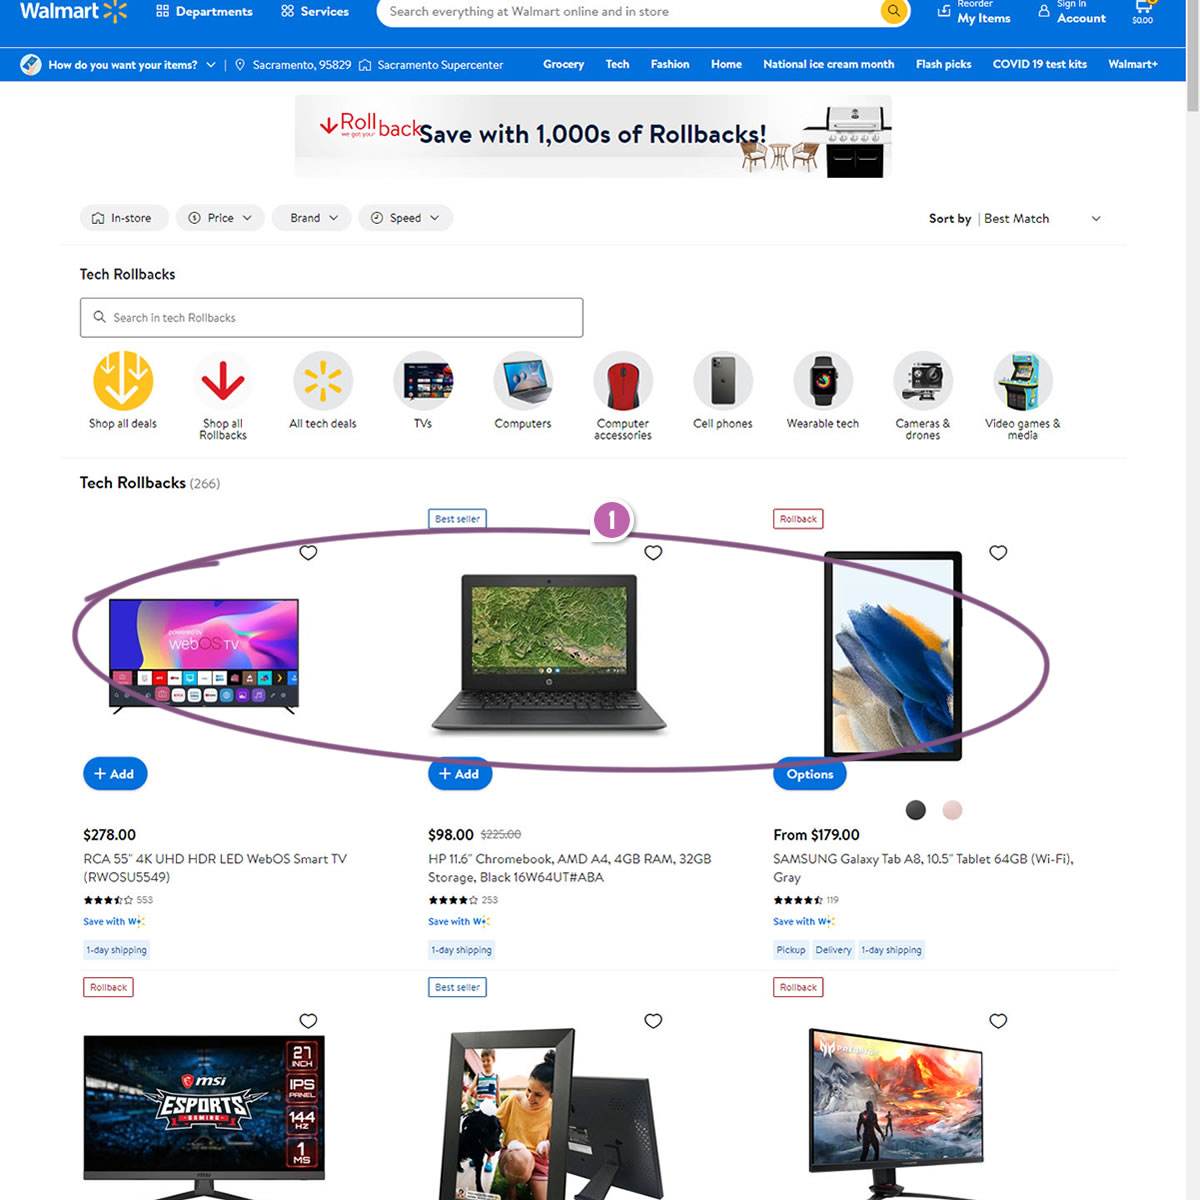 Walmart
Departments
Services
Search everything at Walmart online and in store
Reorder
My Items
Sign In
Account
$0.00
How do you want your items?
Sacramento, 95829
Sacramento Supercenter
Grocery
Tech
Fashion
Home
National ice cream month
Flash picks
COVID 19 test kits
Walmart+
Rollback
we got your
Save with 1,000s of Rollbacks!
In-store
Price
Brand
Speed
Sort by | Best Match
Tech Rollbacks
Search in tech Rollbacks
Shop all deals
Shop all
Rollbacks
All tech deals
TVs
Computers
Computer
accessories
Cell phones
Wearable tech
Cameras &
drones
Video games &
media
Tech Rollbacks (266)
Best seller
1
Rollback
powered by
webOS TV
+ Add
+ Add
Options
$278.00
RCA 55" 4K UHD HDR LED WebOS Smart TV
(RWOSU5549)
553
Save with W+
1-day shipping
$98.00 $225.00
HP 11.6" Chromebook, AMD A4, 4GB RAM, 32GB
Storage, Black 16W64UT#ABA
253
Save with W+
1-day shipping
From $179.00
SAMSUNG Galaxy Tab A8, 10.5" Tablet 64GB (Wi-Fi),
Gray
119
Save with W+
Pickup
Delivery
1-day shipping
Rollback
Best seller
Rollback
msi
ESPORTS
GAMING
27
INCH
IPS
PANEL
144
HZ
1
MS
PREDATOR